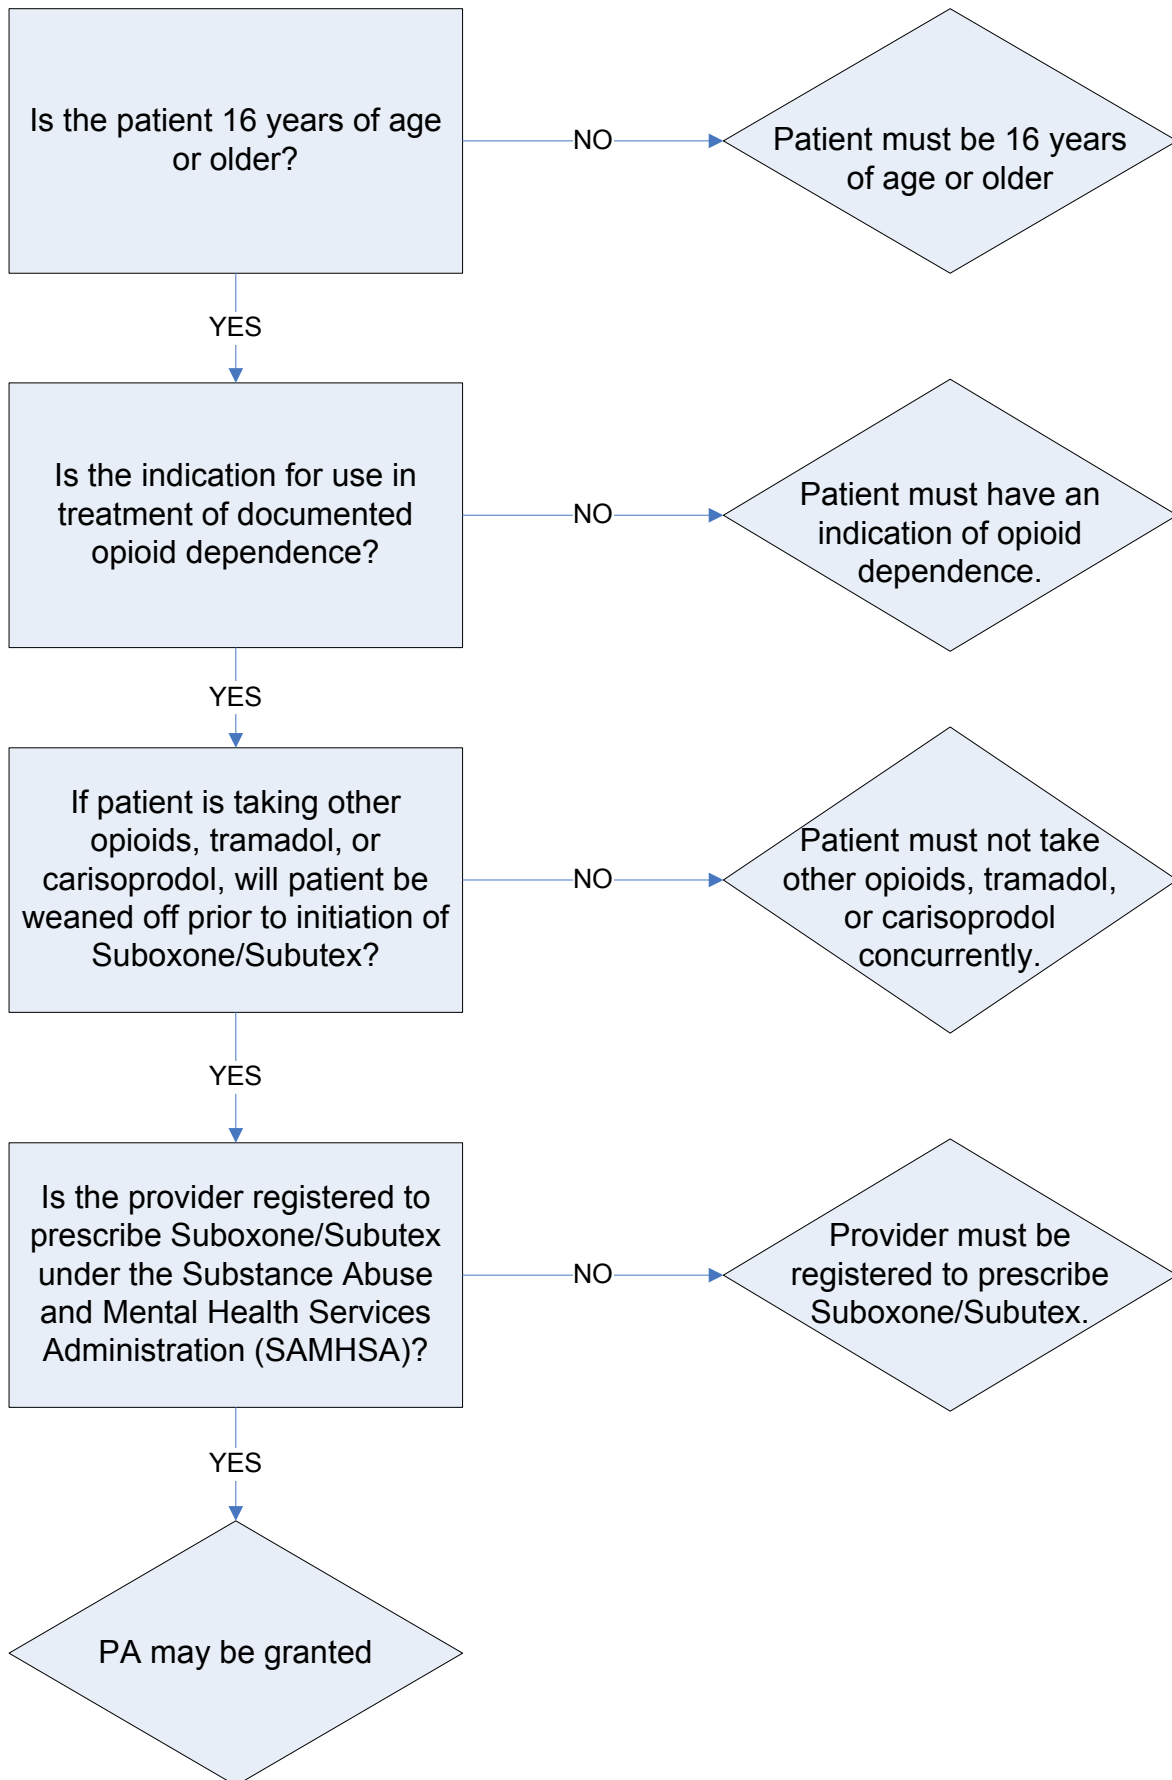 Is the patient 16 years of age
or older?
NO
Patient must be 16 years
of age or older
YES
Is the indication for use in
treatment of documented
opioid dependence?
NO
Patient must have an
indication of opioid
dependence.
YES
If patient is taking other
opioids, tramadol, or
carisoprodol, will patient be
weaned off prior to initiation of
Suboxone/Subutex?
NO
Patient must not take
other opioids, tramadol,
or carisoprodol
concurrently.
YES
Is the provider registered to
prescribe Suboxone/Subutex
under the Substance Abuse
and Mental Health Services
Administration (SAMHSA)?
NO
Provider must be
registered to prescribe
Suboxone/Subutex.
YES
PA may be granted